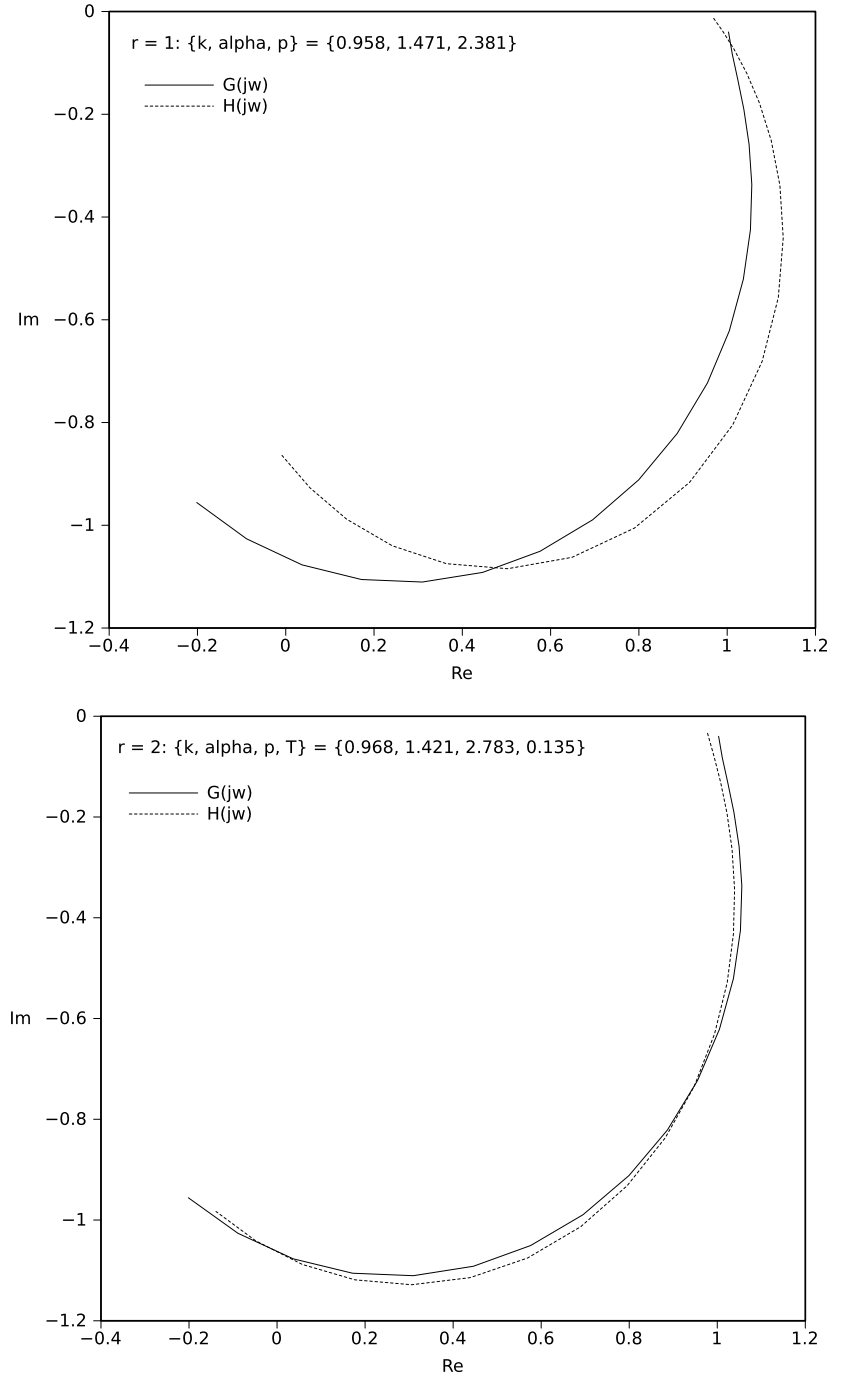 r = 1: {k, alpha, p} = {0.958, 1.471, 2.381}
G(jw)
H(jw)
0
−0.2
−0.4
Im −0.6
−0.8
−1
−1.2
−0.4 −0.2 0 0.2 0.4 0.6 0.8 1 1.2
Re
r = 2: {k, alpha, p, T} = {0.968, 1.421, 2.783, 0.135}
G(jw)
H(jw)
0
−0.2
−0.4
Im −0.6
−0.8
−1
−1.2
−0.4 −0.2 0 0.2 0.4 0.6 0.8 1 1.2
Re